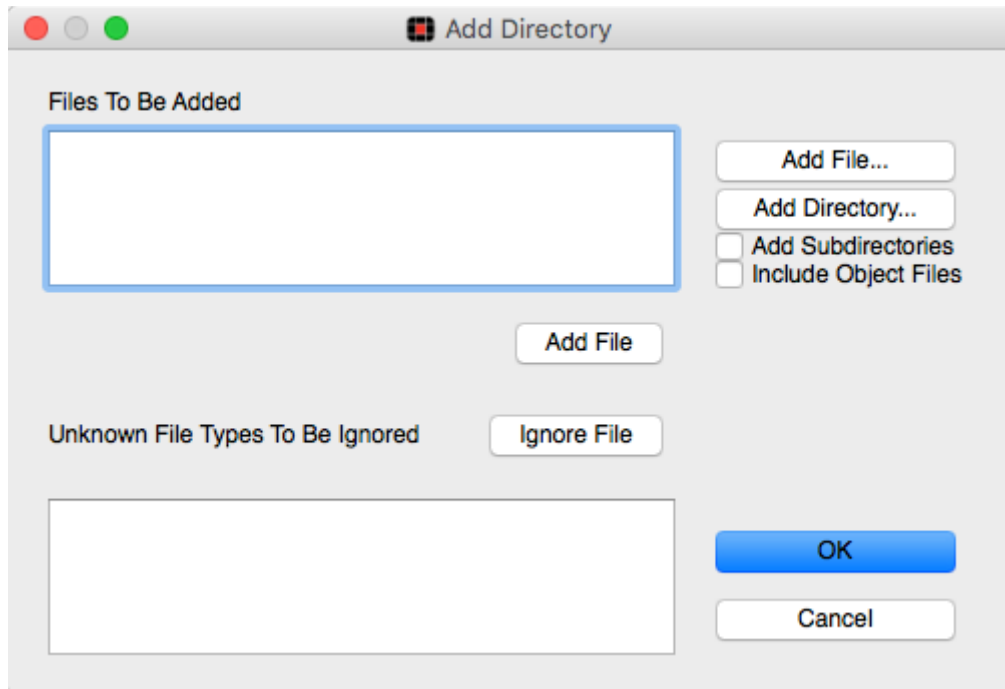 Add Directory
Files To Be Added
Add File...
Add Directory...
Add Subdirectories
Include Object Files
Add File
Unknown File Types To Be Ignored
Ignore File
OK
Cancel